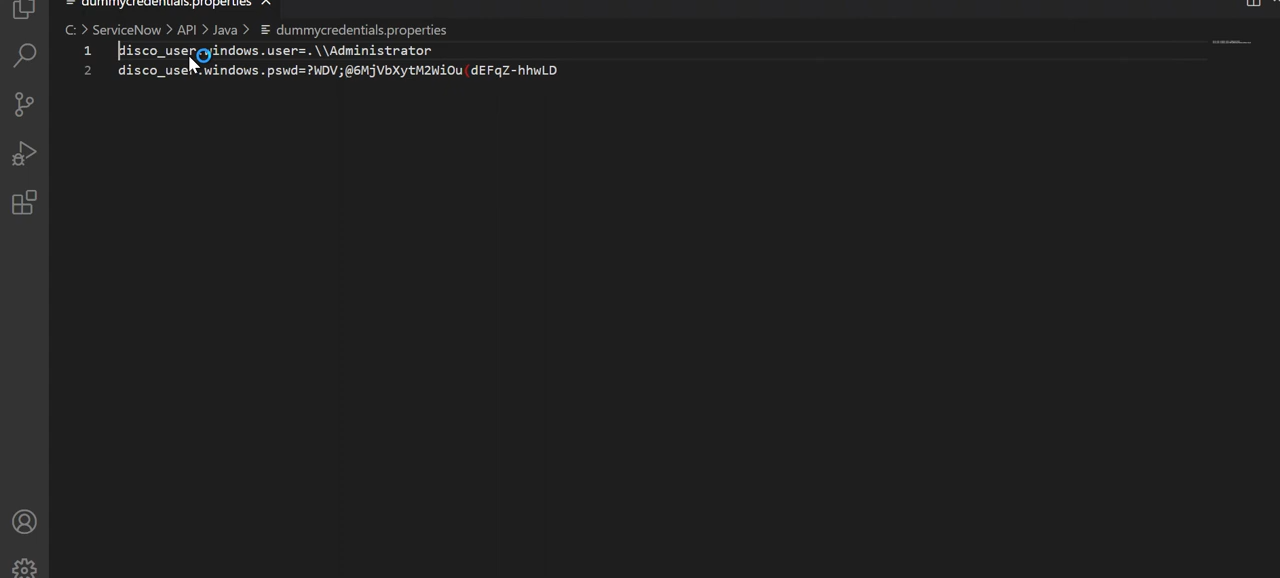 dummycredentials.properties
C: > ServiceNow > API > Java > dummycredentials.properties
1 disco_user.windows.user=.\\Administrator
2 disco_user.windows.pswd=?WDV;@6MjVbXytM2WiOu(dEFqZ-hhwLD